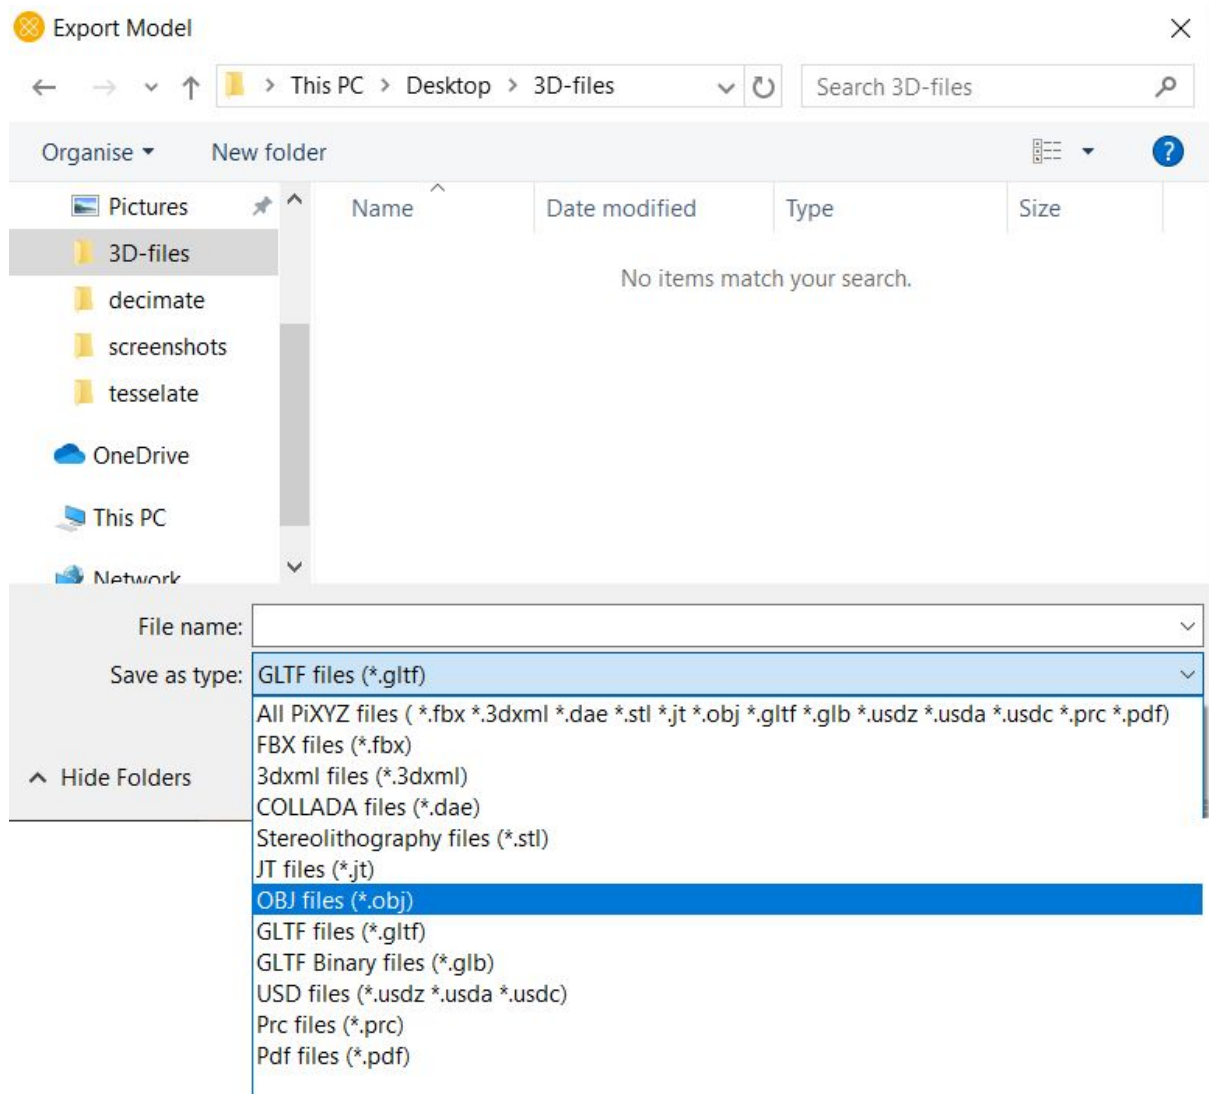 Export Model
This PC > Desktop > 3D-files
Search 3D-files
Organise
New folder
?
Pictures
3D-files
decimate
screenshots
tesselate
OneDrive
This PC
Network
Name
Date modified
Type
Size
No items match your search.
File name:
Save as type: GLTF files (*.gltf)
All PiXYZ files ( *.fbx *.3dxml *.dae *.stl *.jt *.obj *.gltf *.glb *.usdz *.usda *.usdc *.prc *.pdf)
FBX files (*.fbx)
3dxml files (*.3dxml)
COLLADA files (*.dae)
Stereolithography files (*.stl)
JT files (*.jt)
OBJ files (*.obj)
GLTF files (*.gltf)
GLTF Binary files (*.glb)
USD files (*.usdz *.usda *.usdc)
Prc files (*.prc)
Pdf files (*.pdf)
Hide Folders